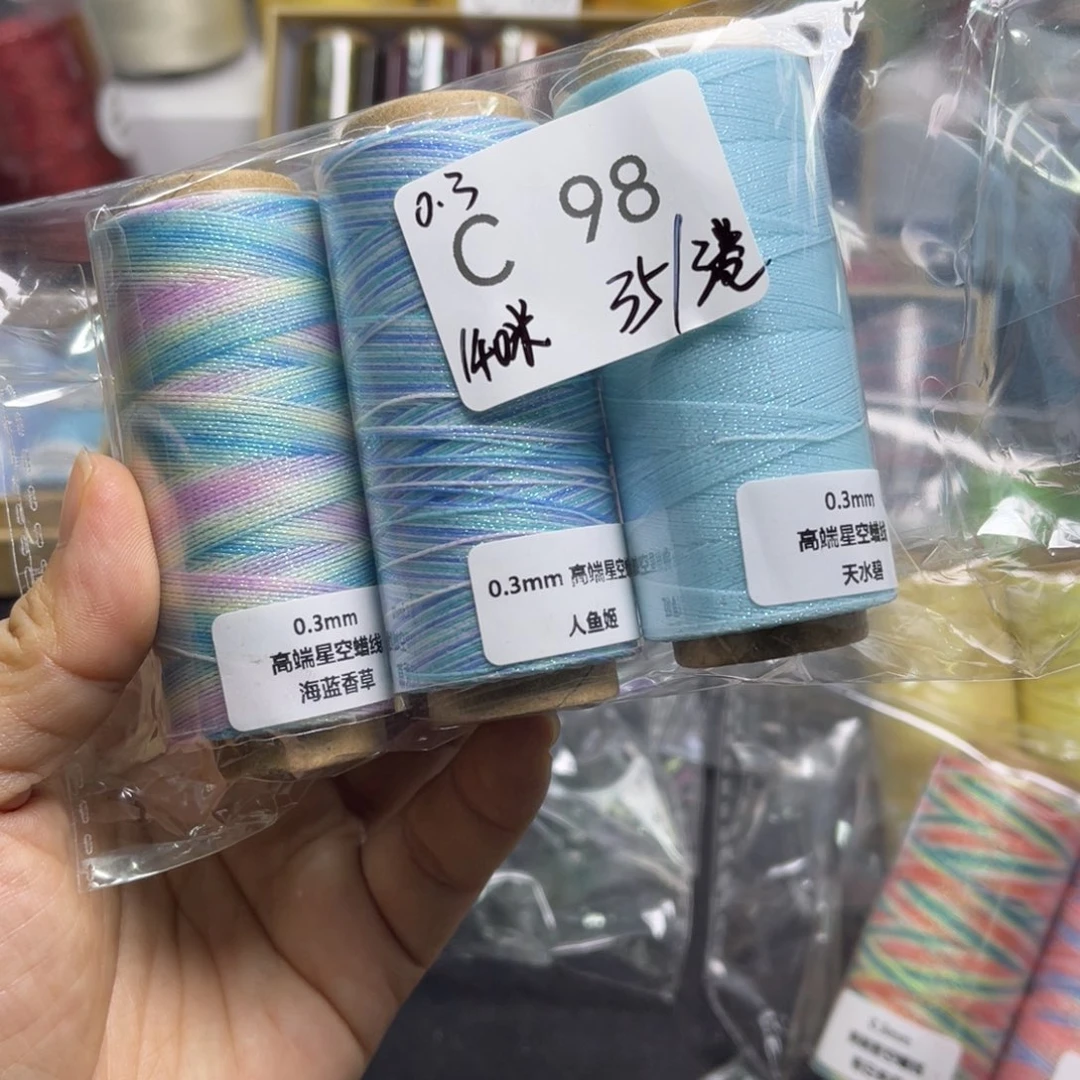 0.3
C 98
140米 35/卷
0.3mm
高端星空蜡线
海蓝香草
0.3mm 高端星空
人鱼姬
0.3mm
高端星空蜡线
天水碧